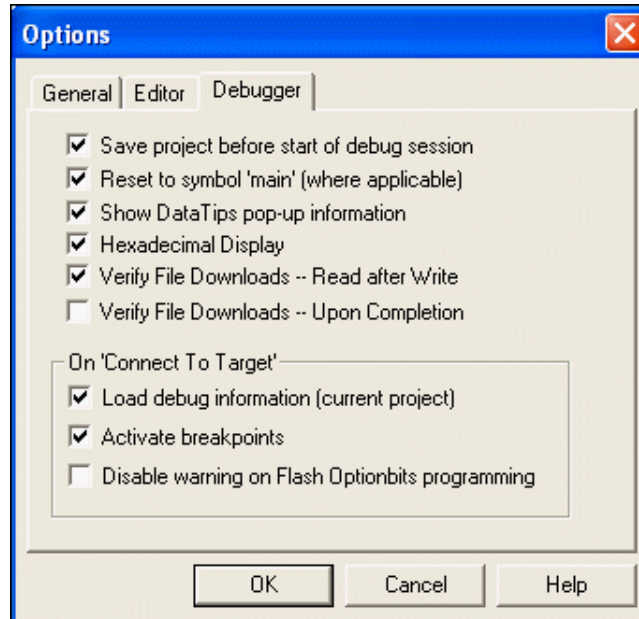 Options
General Editor Debugger
Save project before start of debug session
Reset to symbol 'main' (where applicable)
Show DataTips pop-up information
Hexadecimal Display
Verify File Downloads -- Read after Write
Verify File Downloads -- Upon Completion
On 'Connect To Target'
Load debug information (current project)
Activate breakpoints
Disable warning on Flash Optionbits programming
OK Cancel Help